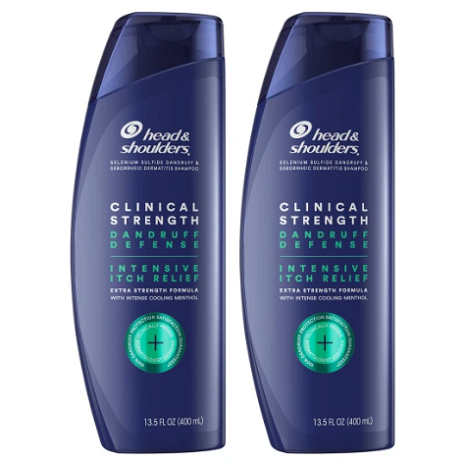 head&
shoulders
SELENIUM SULFIDE DANDRUFF &
SEBORRHEIC DERMATITIS SHAMPOO
CLINICAL
STRENGTH
DANDRUFF
DEFENSE
INTENSIVE
ITCH RELIEF
EXTRA STRENGTH FORMULA
WITH INTENSE COOLING MENTHOL
13.5 FL OZ (400 mL)
head&
shoulders
SELENIUM SULFIDE DANDRUFF &
SEBORRHEIC DERMATITIS SHAMPOO
CLINICAL
STRENGTH
DANDRUFF
DEFENSE
INTENSIVE
ITCH RELIEF
EXTRA STRENGTH FORMULA
WITH INTENSE COOLING MENTHOL
13.5 FL OZ (400 mL)